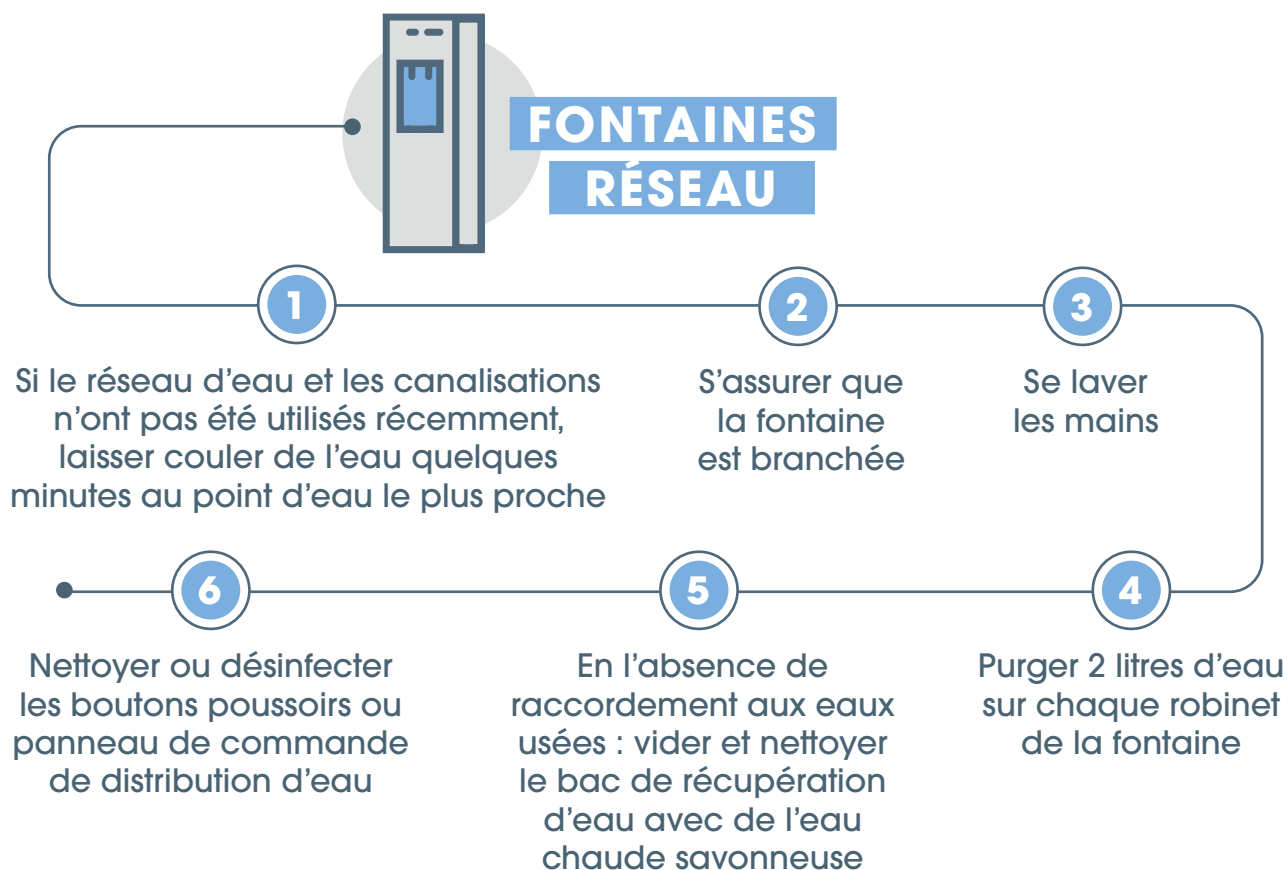 FONTAINES
RÉSEAU
1
Si le réseau d'eau et les canalisations
n'ont pas été utilisés récemment,
laisser couler de l'eau quelques
minutes au point d'eau le plus proche
2
S'assurer que
la fontaine
est branchée
3
Se laver
les mains
4
Purger 2 litres d'eau
sur chaque robinet
de la fontaine
5
En l'absence de
raccordement aux eaux
usées : vider et nettoyer
le bac de récupération
d'eau avec de l'eau
chaude savonneuse
6
Nettoyer ou désinfecter
les boutons poussoirs ou
panneau de commande
de distribution d'eau